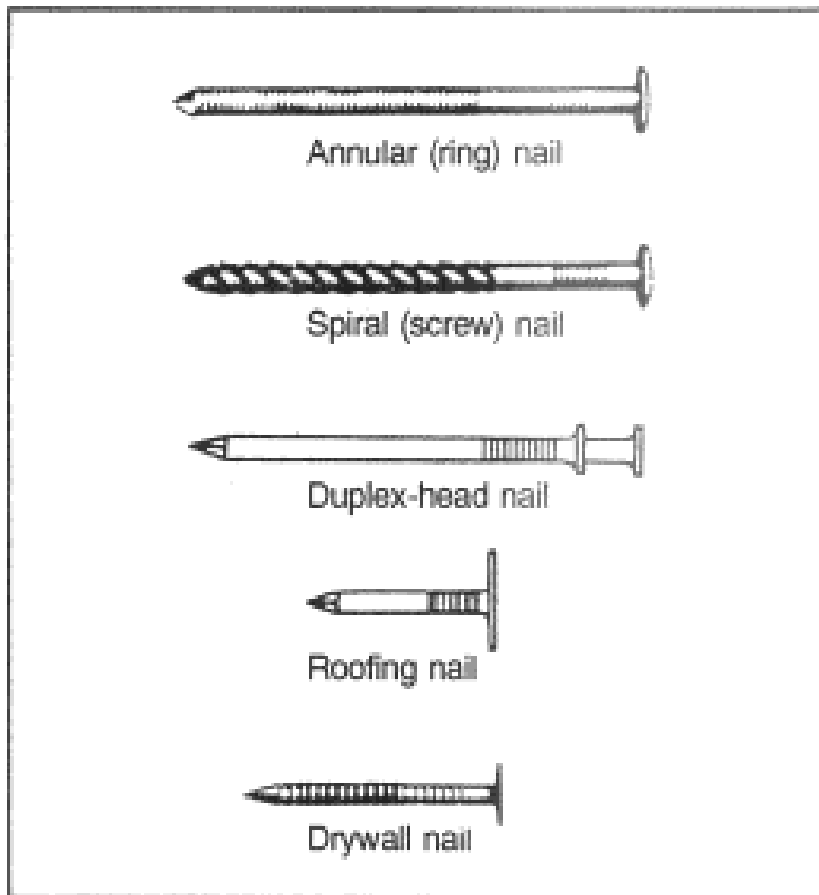 Annular (ring) nail
Spiral (screw) nail
Duplex-head nail
Roofing nail
Drywall nail